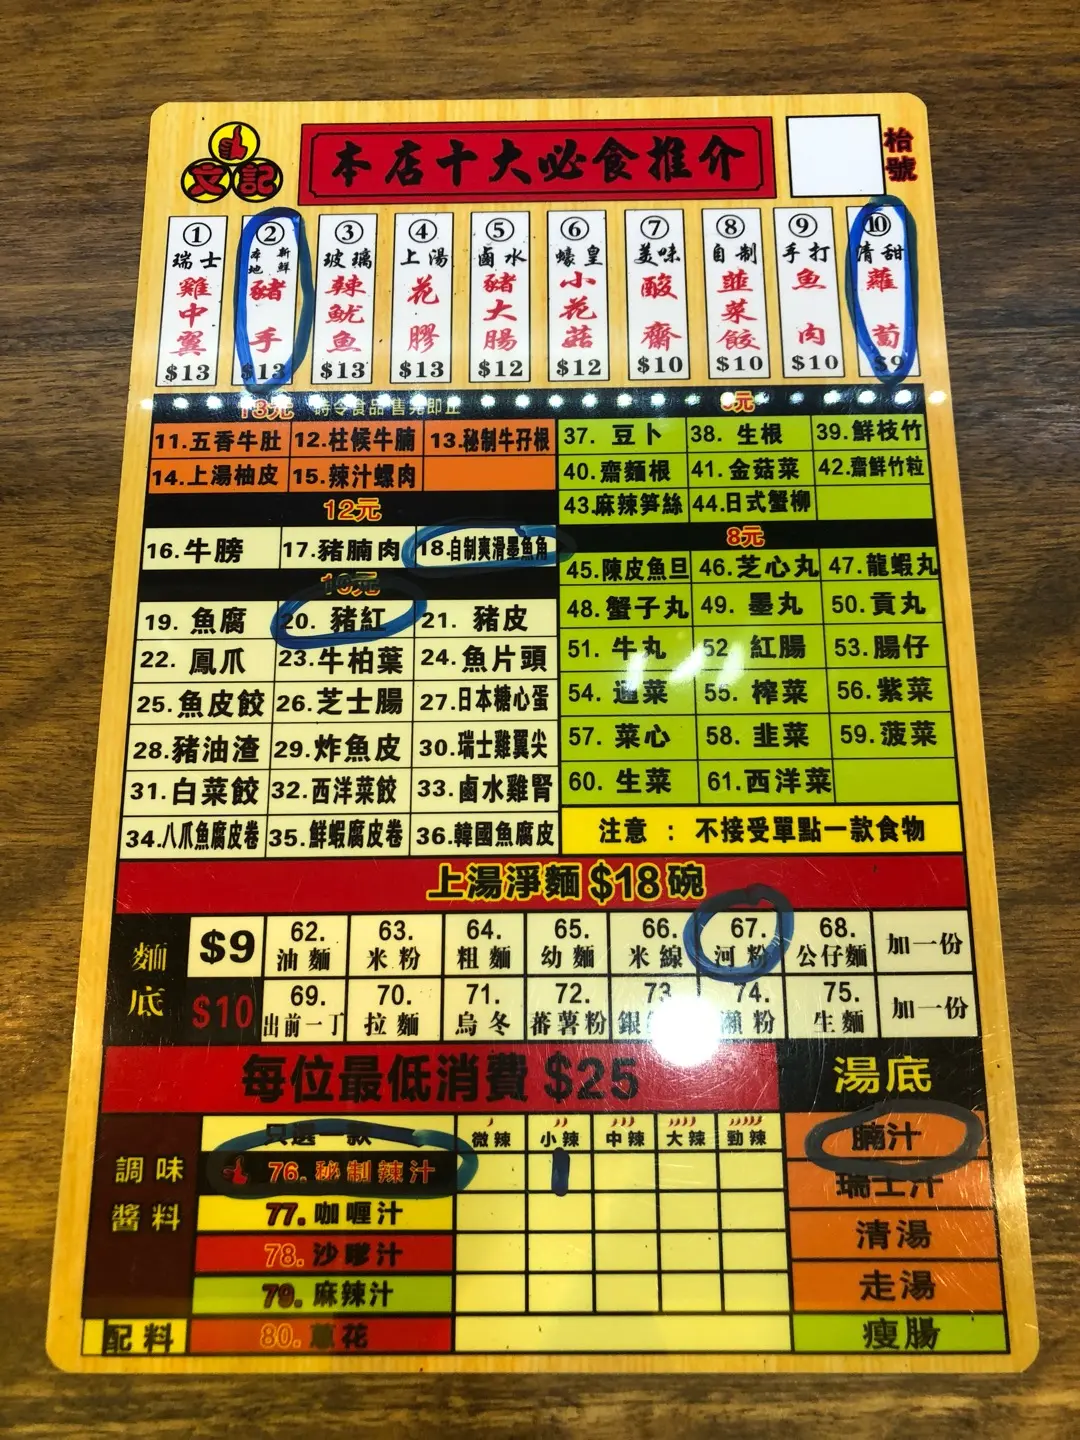 文記
本店十大必食推介
枱號
① 瑞士 雞中翼 $13
② 本地新鮮 豬手 $13
③ 玻璃 辣魷魚 $13
④ 上湯 花膠 $13
⑤ 鹵水 豬大腸 $12
⑥ 蠔皇 小花菇 $12
⑦ 美味 酸齋 $10
⑧ 自制 韮菜餃 $10
⑨ 手打 魚肉 $10
⑩ 清甜 蘿蔔 $9
13元 時令食品售完即止
11.五香牛肚 12.柱候牛腩 13.秘制牛孖根
14.上湯柚皮 15.辣汁螺肉
12元
16.牛膀 17.豬腩肉 18.自制爽滑墨魚角
10元
19.魚腐 20.豬紅 21.豬皮
22.鳳爪 23.牛柏葉 24.魚片頭
25.魚皮餃 26.芝士腸 27.日本糖心蛋
28.豬油渣 29.炸魚皮 30.瑞士雞翼尖
31.白菜餃 32.西洋菜餃 33.鹵水雞腎
34.八爪魚腐皮卷 35.鮮蝦腐皮卷 36.韓國魚腐皮
元
37.豆卜 38.生根 39.鮮枝竹
40.齋麵根 41.金菇菜 42.齋鮮竹粒
43.麻辣笋絲 44.日式蟹柳
8元
45.陳皮魚旦 46.芝心丸 47.龍蝦丸
48.蟹子丸 49.墨丸 50.貢丸
51.牛丸 52 紅腸 53.腸仔
54.通菜 55.榨菜 56.紫菜
57.菜心 58.韭菜 59.菠菜
60.生菜 61.西洋菜
注意：不接受單點一款食物
上湯淨麵$18碗
麵底
$9 62.油麵 63.米粉 64.粗麵 65.幼麵 66.米線 67.河粉 68.公仔麵 加一份
$10 69.出前一丁 70.拉麵 71.烏冬 72.蕃薯粉 73.銀 74.瀨粉 75.生麵 加一份
每位最低消費 $25
調味醬料
只選一款 微辣 小辣 中辣 大辣 勁辣
76.秘制辣汁
77.咖喱汁
78.沙嗲汁
79.麻辣汁
配料 80.蔥花
湯底
腩汁
瑞士汁
清湯
走湯
瘦腸